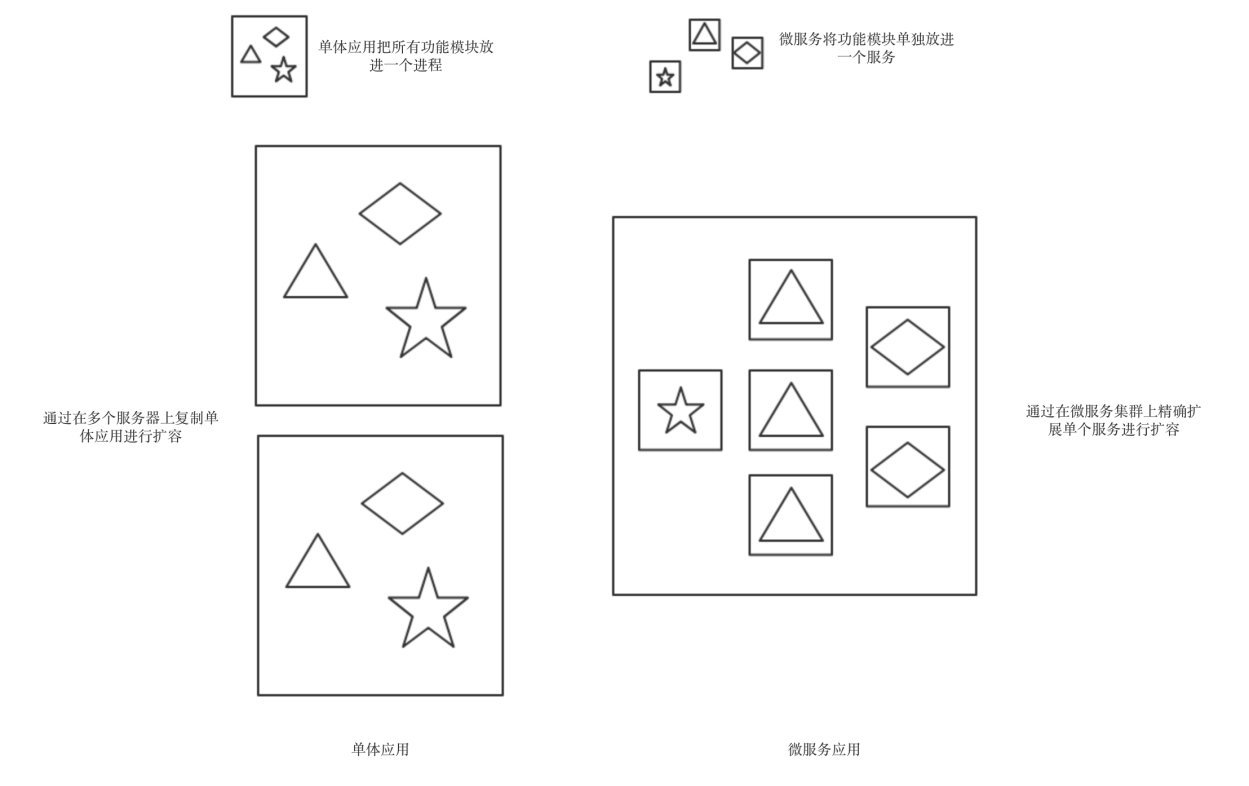 单体应用把所有功能模块放
进一个进程
微服务将功能模块单独放进
一个服务
通过在多个服务器上复制单
体应用进行扩容
通过在微服务集群上精确扩
展单个服务进行扩容
单体应用
微服务应用